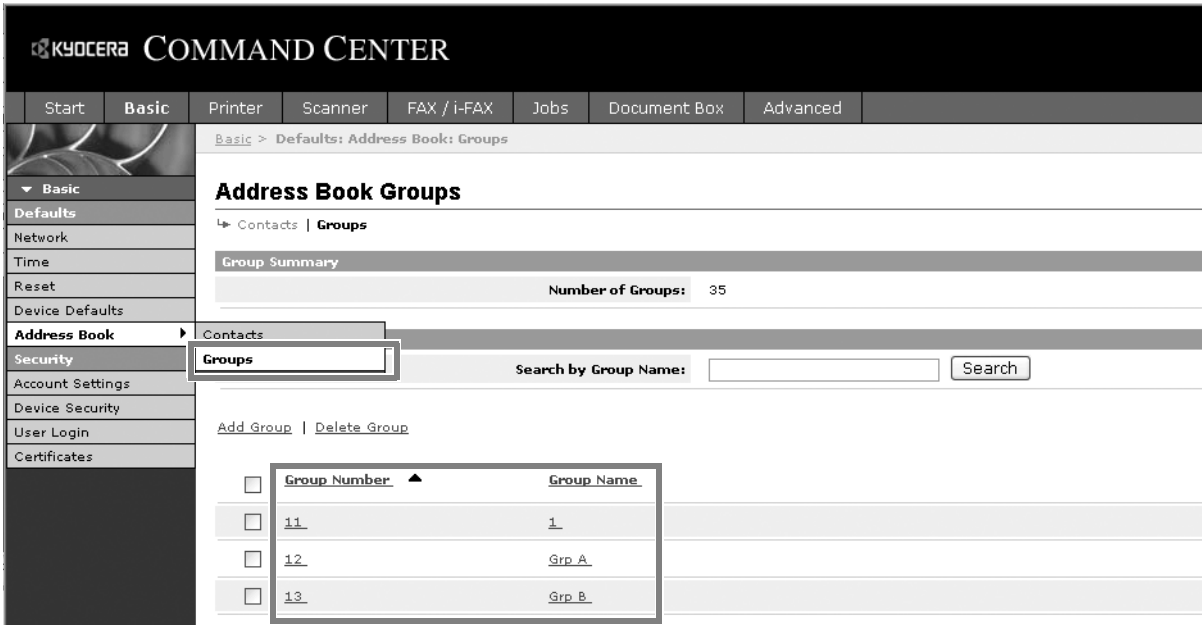 KYOCERA COMMAND CENTER
Start Basic Printer Scanner FAX / i-FAX Jobs Document Box Advanced
Basic > Defaults: Address Book: Groups
Basic
Defaults
Network
Time
Reset
Device Defaults
Address Book
Security
Account Settings
Device Security
User Login
Certificates
Contacts
Groups
Address Book Groups
Contacts | Groups
Group Summary
Number of Groups: 35
Search by Group Name: Search
Add Group | Delete Group
Group Number Group Name
11 1
12 Grp A
13 Grp B